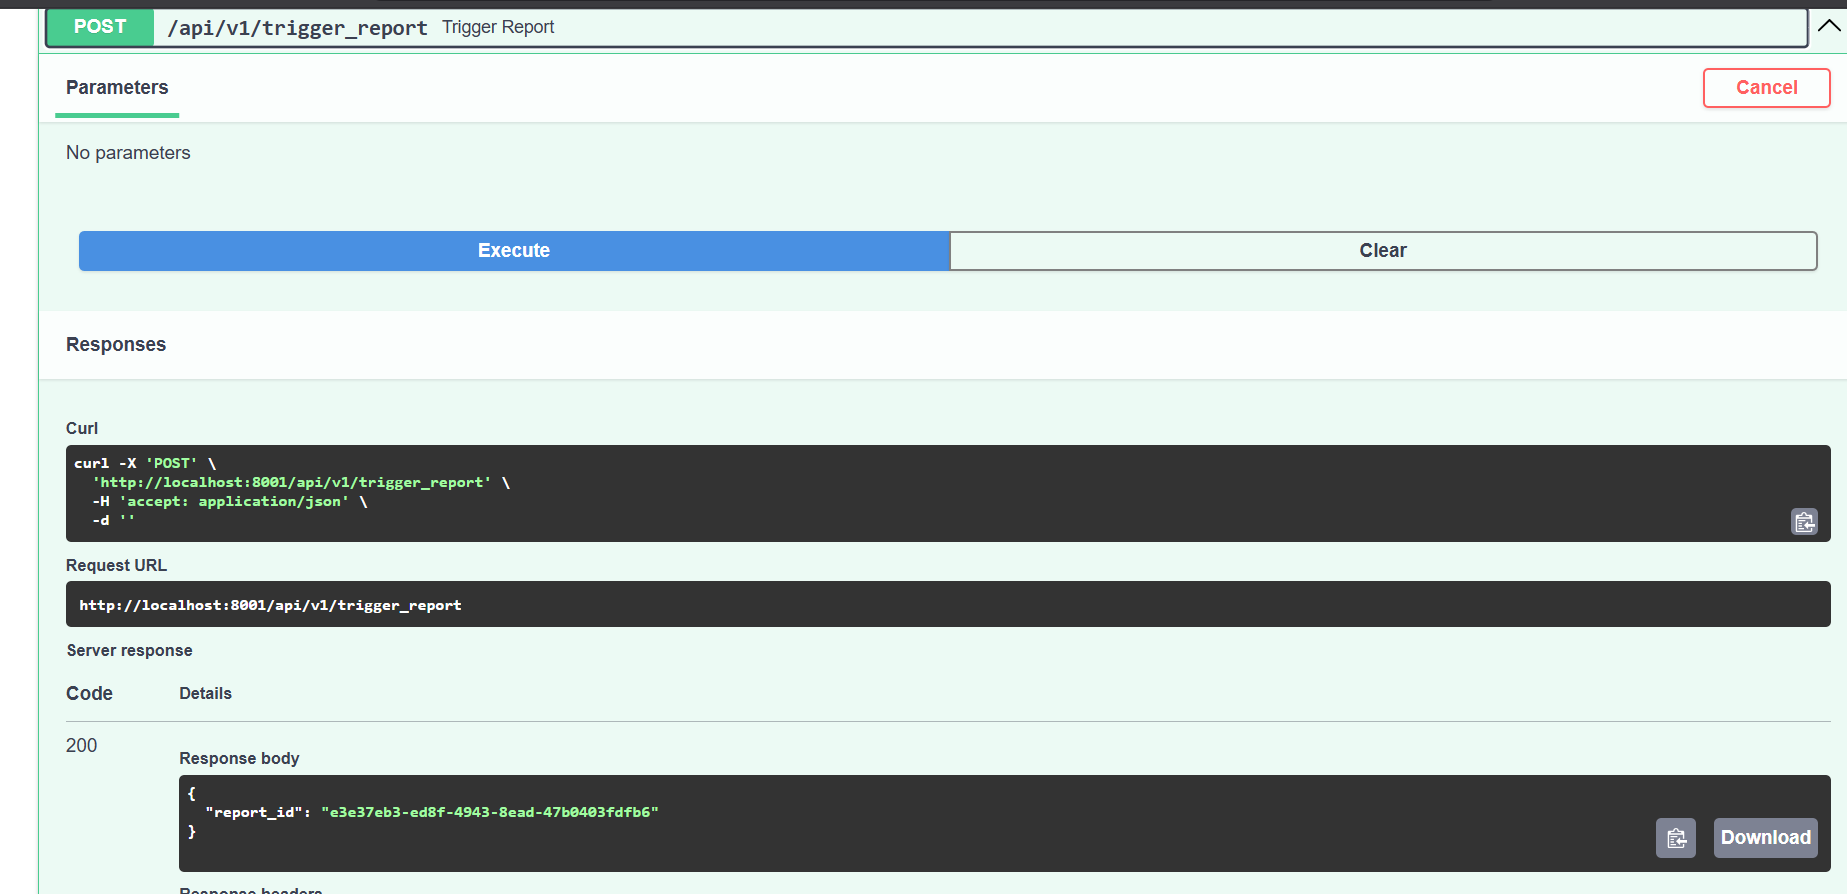 POST /api/v1/trigger_report Trigger Report
Parameters
Cancel
No parameters
Execute
Clear
Responses
Curl
curl -X 'POST' \
'http://localhost:8001/api/v1/trigger_report' \
-H 'accept: application/json' \
-d ''
Request URL
http://localhost:8001/api/v1/trigger_report
Server response
Code Details
200
Response body
{
"report_id": "e3e37eb3-ed8f-4943-8ead-47b0403fdfb6"
}
Download
Response headers